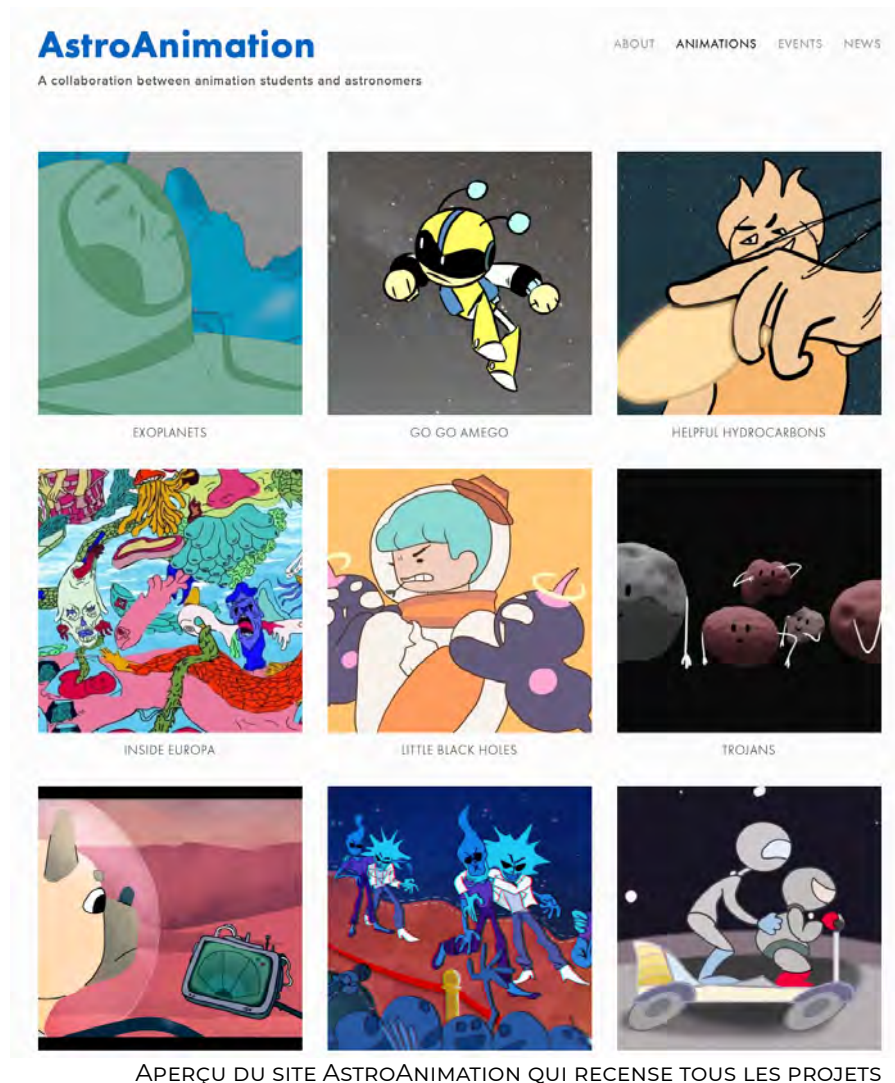 AstroAnimation
ABOUT ANIMATIONS EVENTS NEWS
A collaboration between animation students and astronomers
EXOPLANETS GO GO AMEGO HELPFUL HYDROCARBONS
INSIDE EUROPA LITTLE BLACK HOLES TROJANS
APERÇU DU SITE ASTROANIMATION QUI RECENSE TOUS LES PROJETS